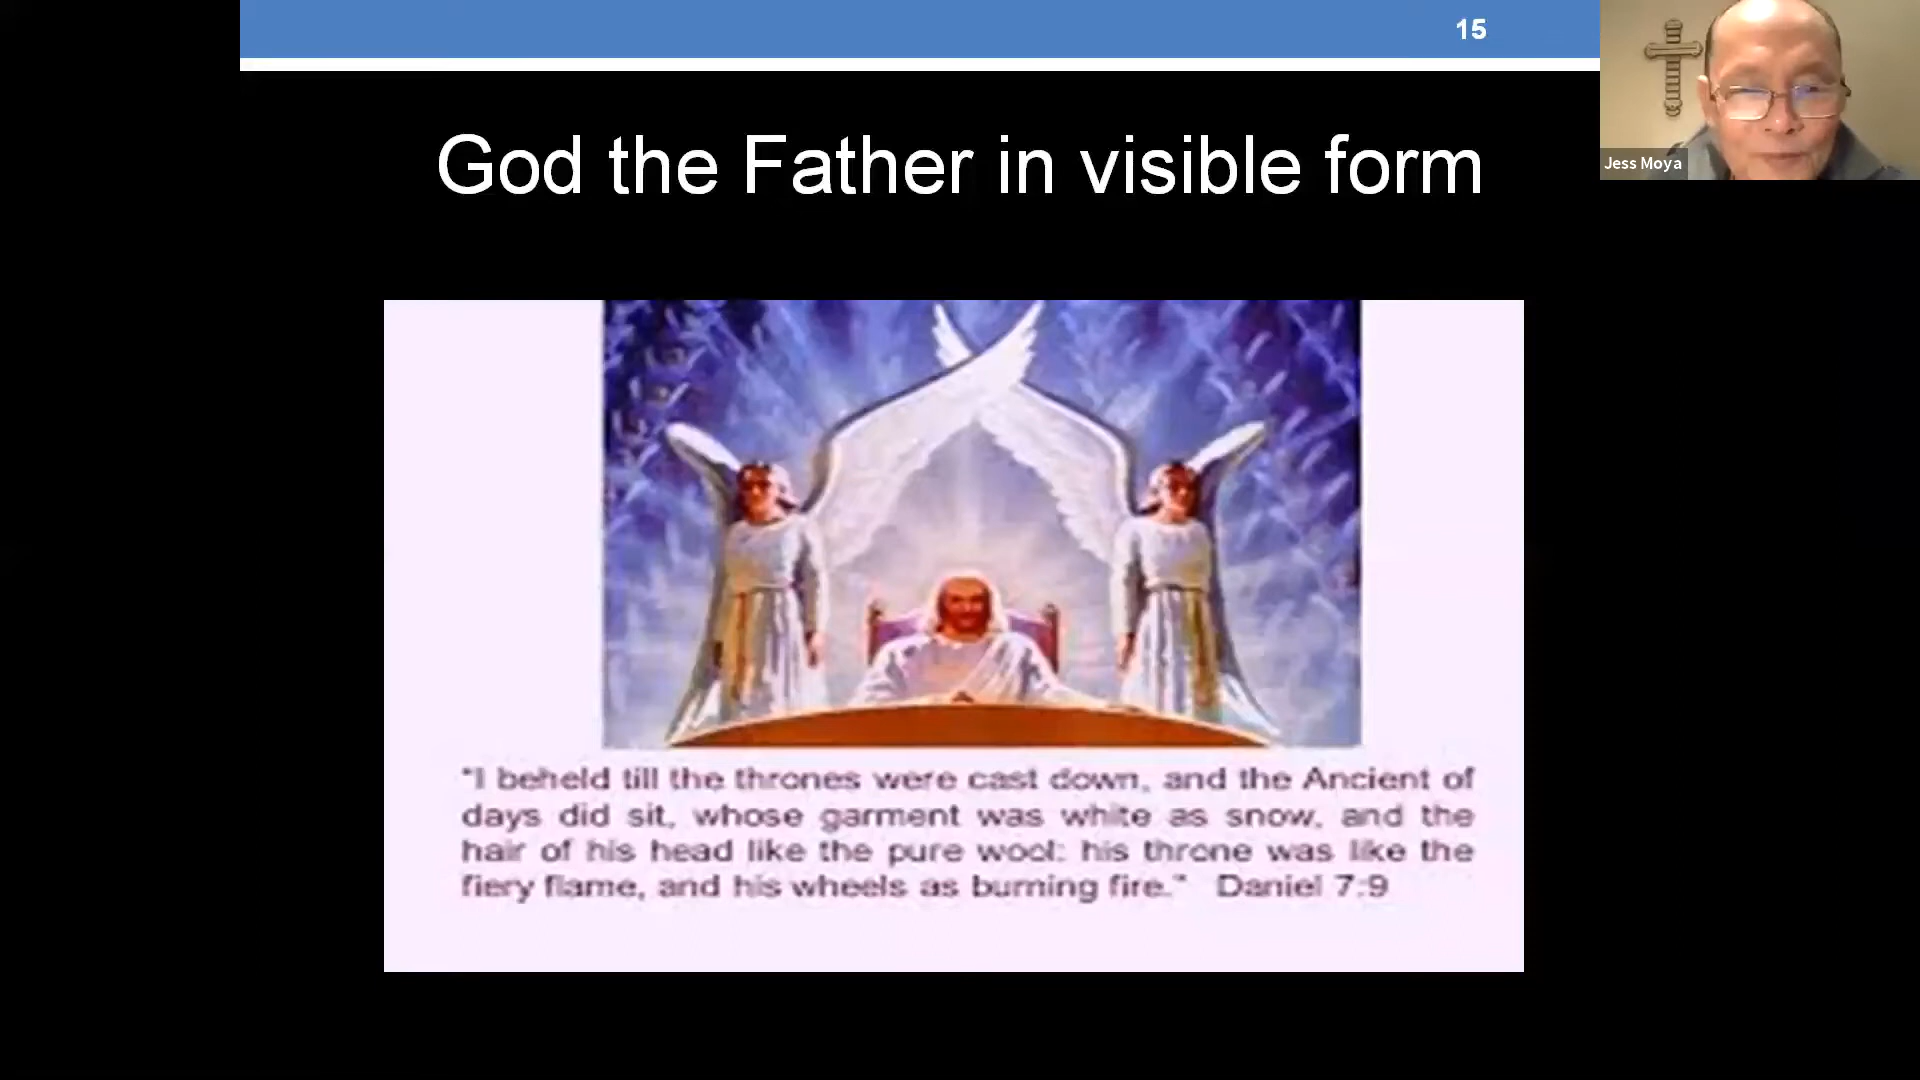 15
God the Father in visible form
Jess Moya
"I beheld till the thrones were cast down, and the Ancient of
days did sit, whose garment was white as snow, and the
hair of his head like the pure wool: his throne was like the
fiery flame, and his wheels as burning fire." Daniel 7:9